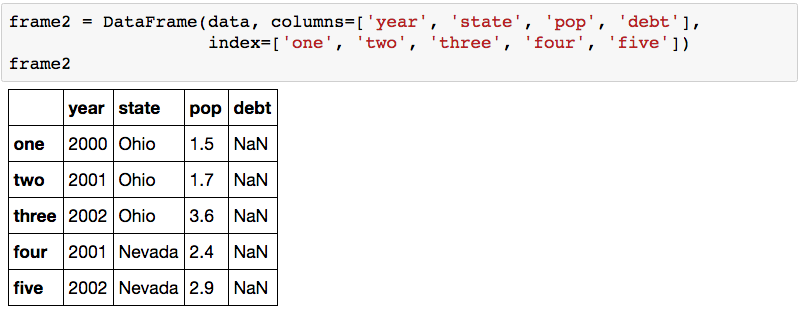 frame2 = DataFrame(data, columns=['year', 'state', 'pop', 'debt'],
                   index=['one', 'two', 'three', 'four', 'five'])
frame2
year state pop debt
one 2000 Ohio 1.5 NaN
two 2001 Ohio 1.7 NaN
three 2002 Ohio 3.6 NaN
four 2001 Nevada 2.4 NaN
five 2002 Nevada 2.9 NaN